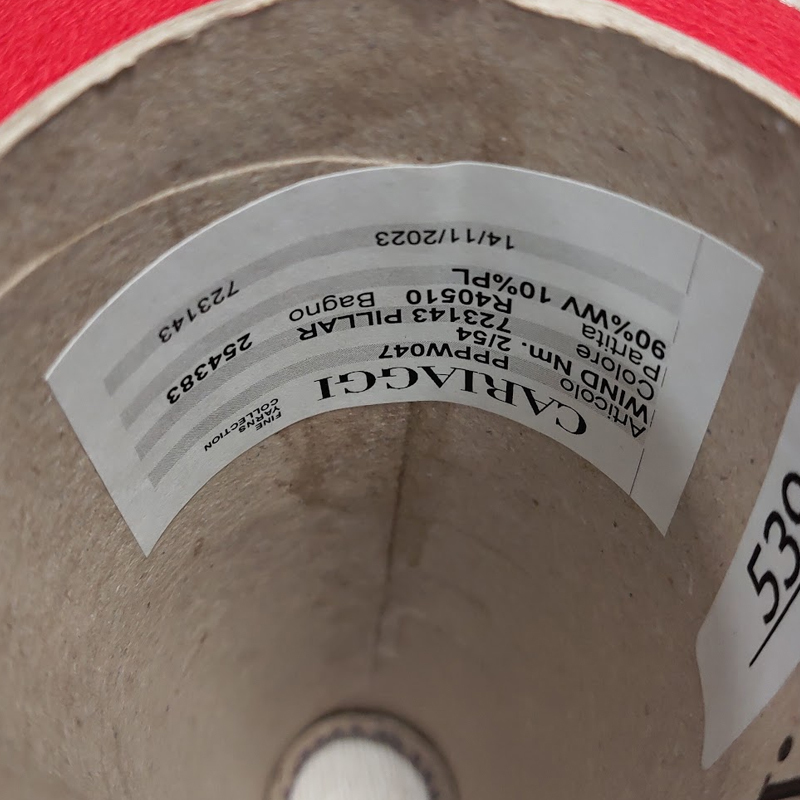 CARIAGGI
FINE
YARNS
COLLECTION
Articolo PPPW047
WIND Nm. 2/54
Colore 723143 PILLAR 254383
Partita R40510 Bagno
90%WV 10%PL
14/11/2023 723143
539